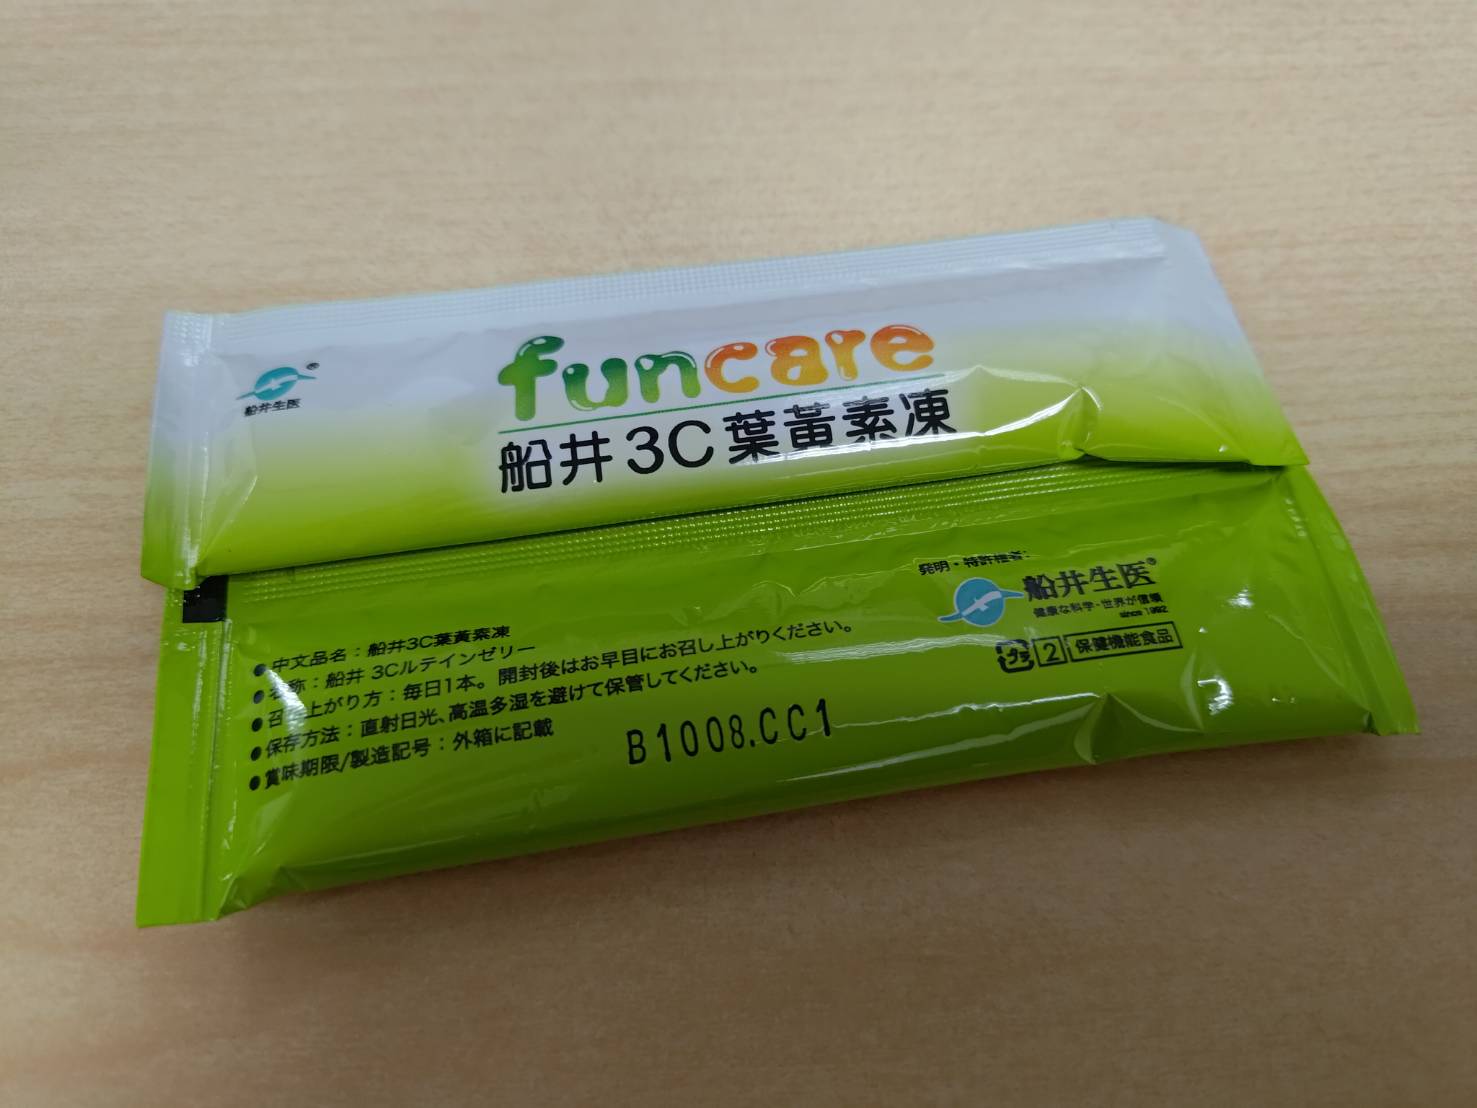 船井生医®
funcare
船井3C葉黃素凍
発明・特許権者:
船井生医®
健康な科学・世界が信頼
since 1992
プラ 2 保健機能食品
●中文品名：船井3C葉黃素凍
●名称：船井 3Cルテインゼリー
●召し上がり方：毎日1本。開封後はお早目にお召し上がりください。
●保存方法：直射日光、高温多湿を避けて保管してください。
●賞味期限/製造記号：外箱に記載
B1008.CC1